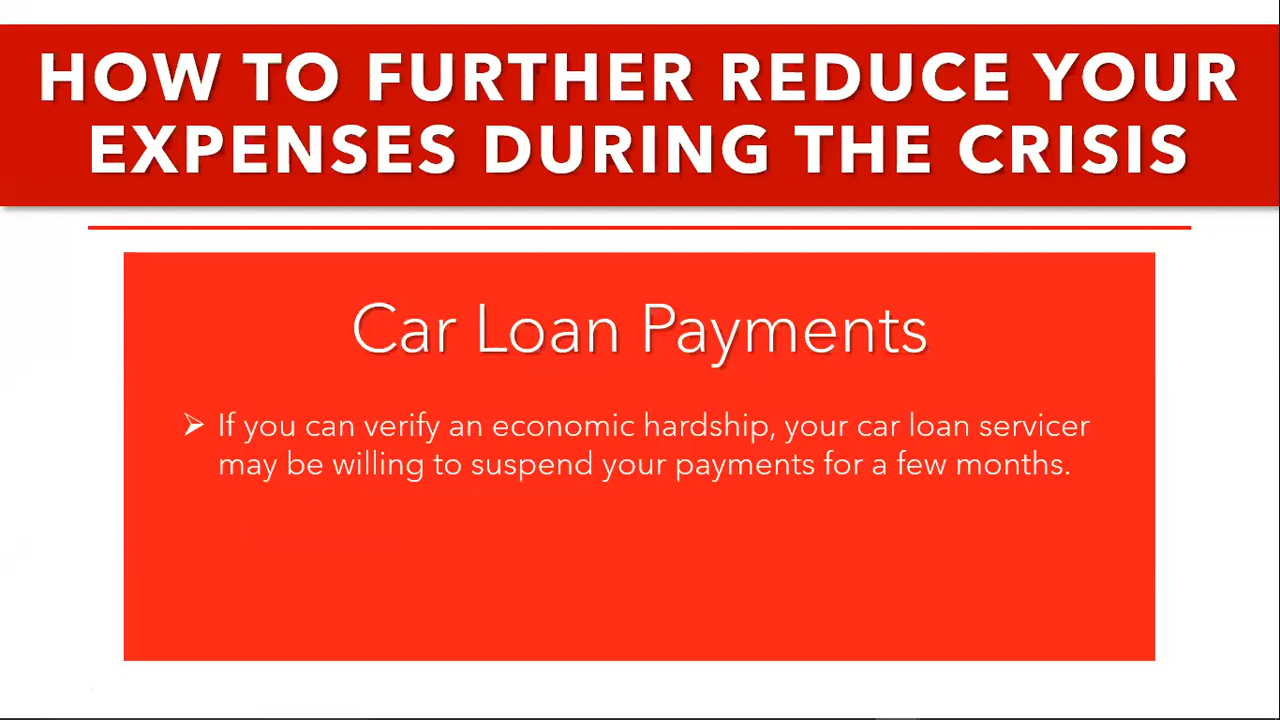 HOW TO FURTHER REDUCE YOUR
EXPENSES DURING THE CRISIS
Car Loan Payments
➢ If you can verify an economic hardship, your car loan servicer
may be willing to suspend your payments for a few months.